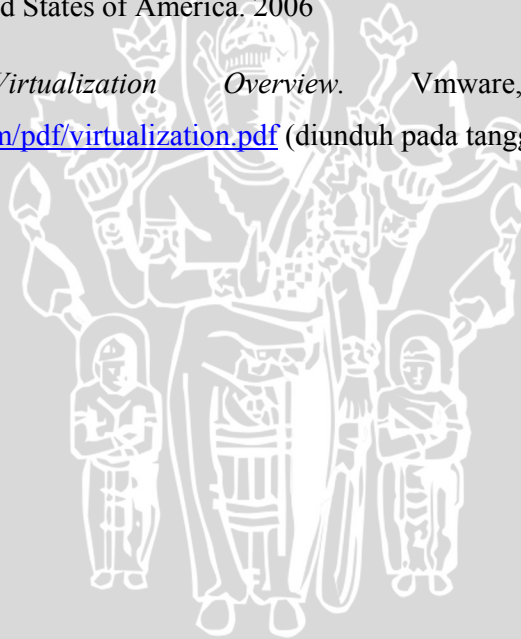 d States of America. 2006
Virtualization Overview. Vmware,
m/pdf/virtualization.pdf (diunduh pada tangg